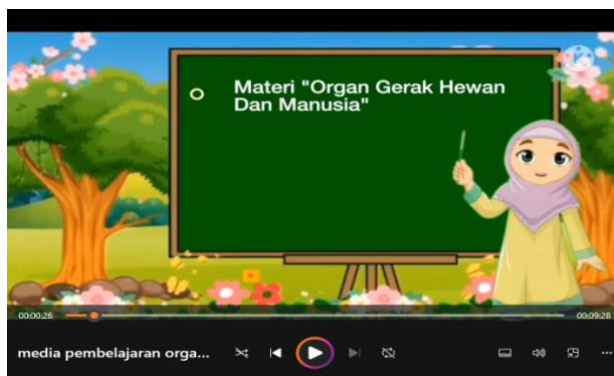 Materi "Organ Gerak Hewan
Dan Manusia"
00:00:26
00:09:28
media pembelajaran orga...